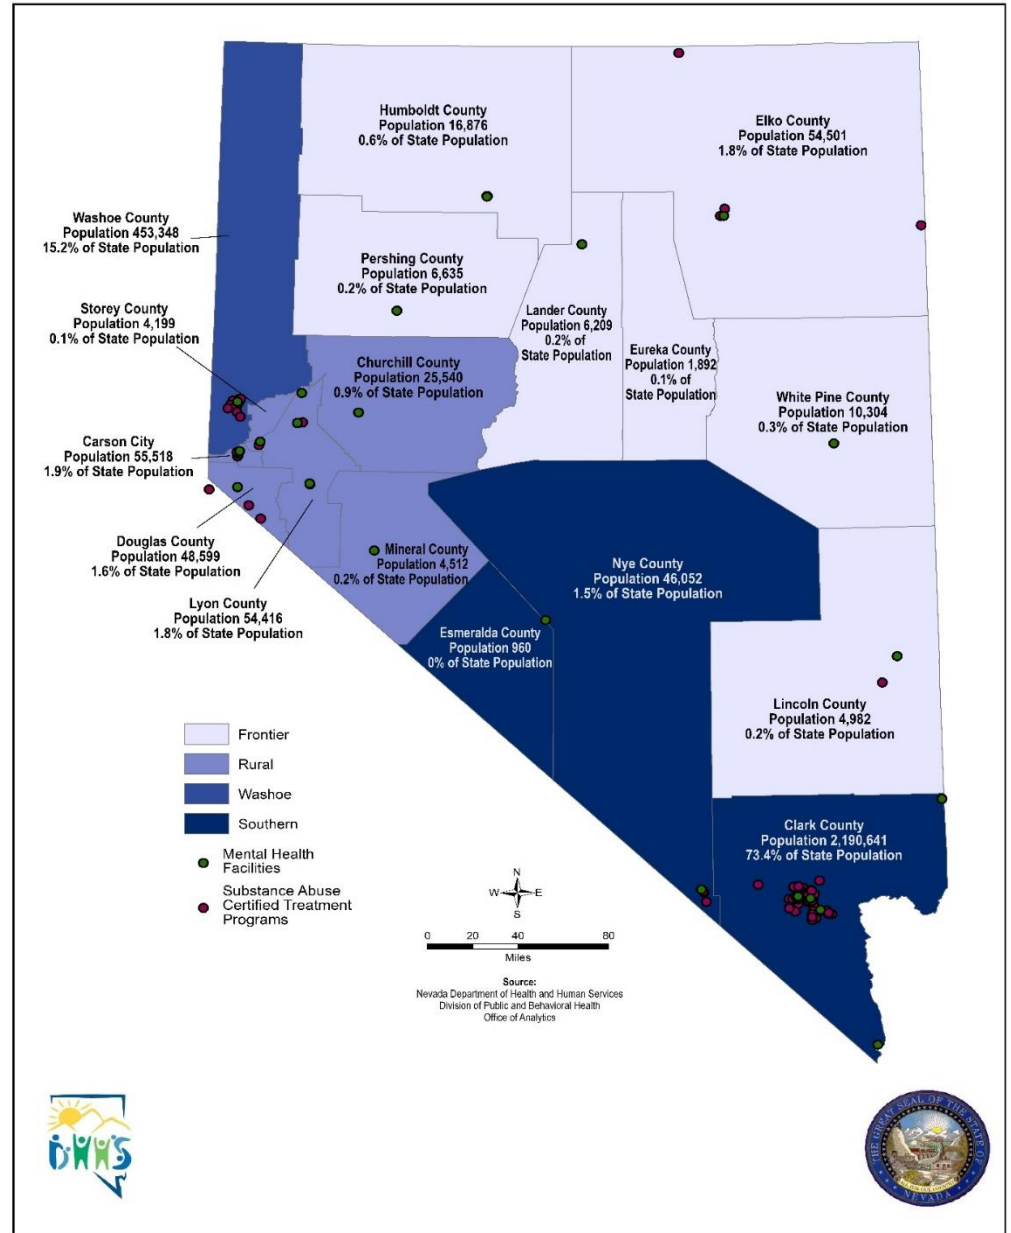 Humboldt County
Population 16,876
0.6% of State Population
Elko County
Population 54,501
1.8% of State Population
Washoe County
Population 453,348
15.2% of State Population
Pershing County
Population 6,635
0.2% of State Population
Storey County
Population 4,199
0.1% of State Population
Lander County
Population 6,209
0.2% of
State Population
Eureka County
Population 1,892
0.1% of
State Population
Churchill County
Population 25,540
0.9% of State Population
White Pine County
Population 10,304
0.3% of State Population
Carson City
Population 55,518
1.9% of State Population
Douglas County
Population 48,599
1.6% of State Population
Mineral County
Population 4,512
0.2% of State Population
Nye County
Population 46,052
1.5% of State Population
Lyon County
Population 54,416
1.8% of State Population
Esmeralda County
Population 960
0% of State Population
Lincoln County
Population 4,982
0.2% of State Population
Clark County
Population 2,190,641
73.4% of State Population
Frontier
Rural
Washoe
Southern
Mental Health
Facilities
Substance Abuse
Certified Treatment
Programs
N
W E
S
0 20 40 80
Miles
Source:
Nevada Department of Health and Human Services
Division of Public and Behavioral Health
Office of Analytics
DHHS
THE GREAT SEAL OF THE STATE OF
NEVADA